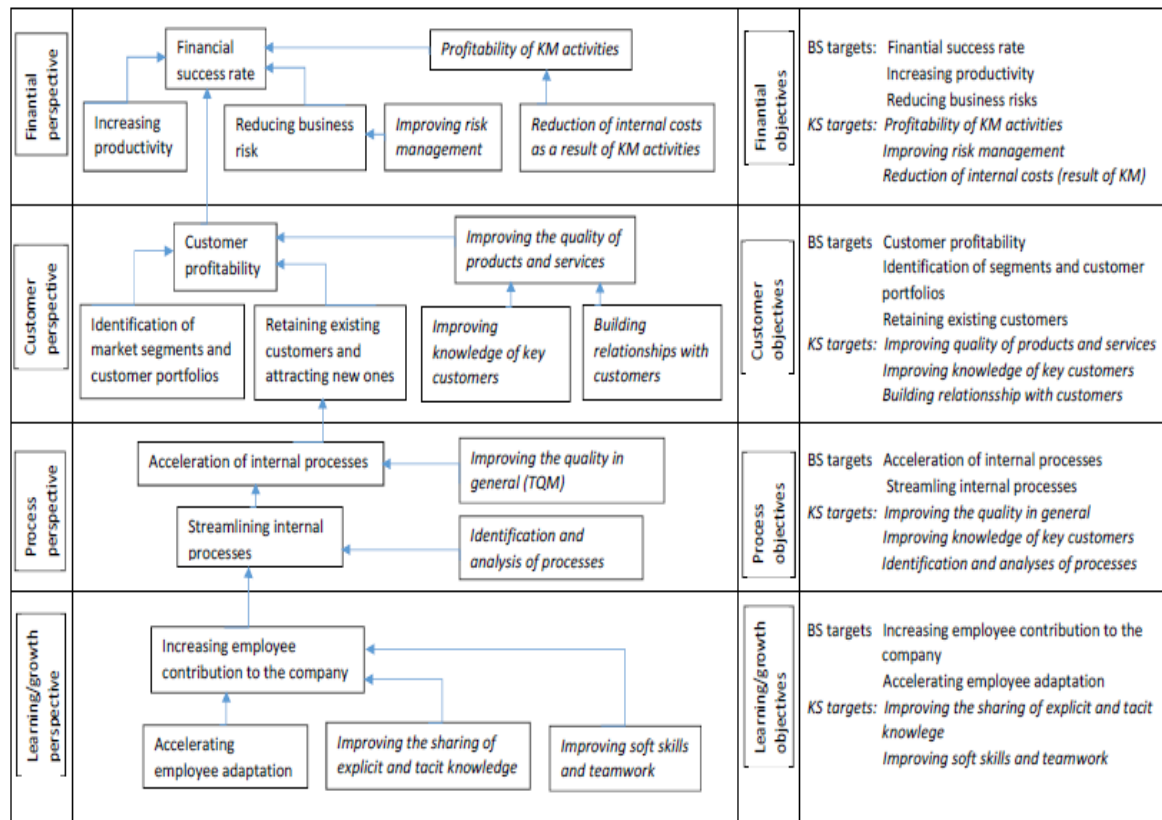 Finantial
perspective
Financial
success rate
Profitability of KM activities
Increasing
productivity
Reducing business
risk
Improving risk
management
Reduction of internal costs
as a result of KM activities
Financial
objectives
BS targets: Finantial success rate
Increasing productivity
Reducing business risks
KS targets: Profitability of KM activities
Improving risk management
Reduction of internal costs (result of KM)
Customer
perspective
Customer
profitability
Improving the quality of
products and services
Identification of
market segments and
customer portfolios
Retaining existing
customers and
attracting new ones
Improving
knowledge of key
customers
Building
relationships with
customers
Customer
objectives
BS targets Customer profitability
Identification of segments and customer
portfolios
Retaining existing customers
KS targets: Improving quality of products and services
Improving knowledge of key customers
Building relationsship with customers
Process
perspective
Acceleration of internal processes
Improving the quality in
general (TQM)
Streamlining internal
processes
Identification and
analysis of processes
Process
objectives
BS targets Acceleration of internal processes
Streamling internal processes
KS targets: Improving the quality in general
Improving knowledge of key customers
Identification and analyses of processes
Learning/growth
perspective
Increasing employee
contribution to the company
Accelerating
employee adaptation
Improving the sharing of
explicit and tacit knowledge
Improving soft skills
and teamwork
Learning/growth
objectives
BS targets Increasing employee contribution to the
company
Accelerating employee adaptation
KS targets: Improving the sharing of explicit and tacit
knowlege
Improving soft skills and teamwork